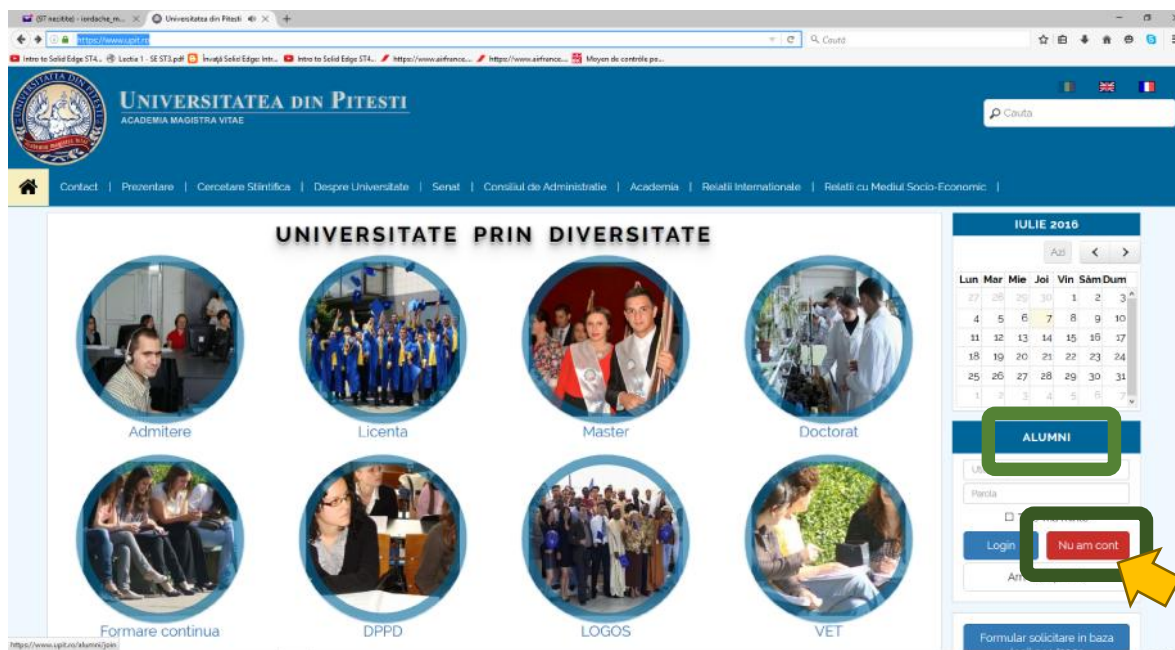 (57 necitite) - iordache_m...
Universitatea din Pitesti
https://www.upit.ro
Caută
Intro to Solid Edge ST4...
Lectia 1 - SE ST3.pdf
Învață Solid Edge: Intr...
Intro to Solid Edge ST4...
https://www.airfrance...
https://www.airfrance...
Moyen de contrôle po...
UNIVERSITATEA DIN PITESTI
ACADEMIA MAGISTRA VITAE
Cauta
Contact | Prezentare | Cercetare Stiintifica | Despre Universitate | Senat | Consiliul de Administratie | Academia | Relatii Internationale | Relatii cu Mediul Socio-Economic |
UNIVERSITATE PRIN DIVERSITATE
Admitere
Licenta
Master
Doctorat
Formare continua
DPPD
LOGOS
VET
IULIE 2016
Azi < >
Lun Mar Mie Joi Vin Sâm Dum
27 28 29 30 1 2 3
4 5 6 7 8 9 10
11 12 13 14 15 16 17
18 19 20 21 22 23 24
25 26 27 28 29 30 31
1 2 3 4 5 6 7
ALUMNI
Parola
Login
Nu am cont
Formular solicitare in baza
https://www.upit.ro/alumni/join